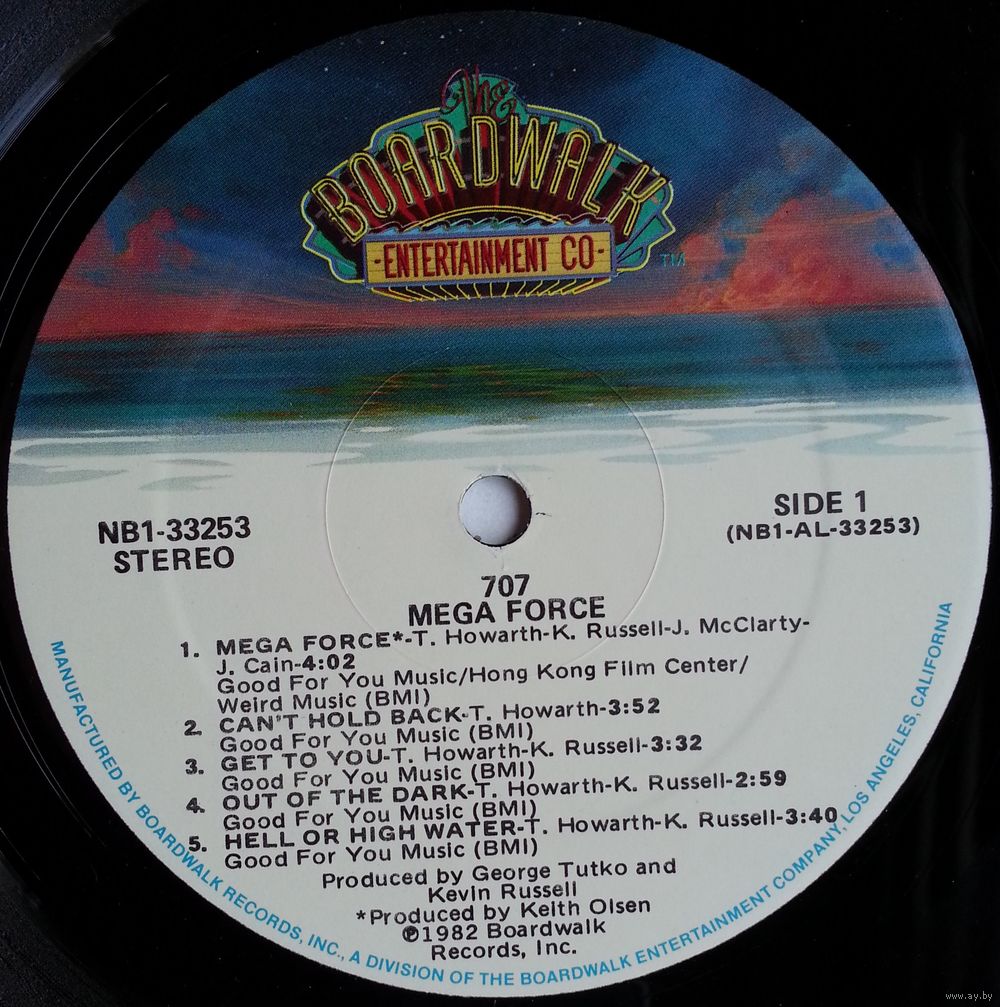 The
BOARDWALK
-ENTERTAINMENT CO-
TM
NB1-33253
STEREO
SIDE 1
(NB1-AL-33253)
707
MEGA FORCE
1. MEGA FORCE*-T. Howarth-K. Russell-J. McClarty-
J. Cain-4:02
Good For You Music/Hong Kong Film Center/
Weird Music (BMI)
2. CAN'T HOLD BACK-T. Howarth-3:52
Good For You Music (BMI)
3. GET TO YOU-T. Howarth-K. Russell-3:32
Good For You Music (BMI)
4. OUT OF THE DARK-T. Howarth-K. Russell-2:59
Good For You Music (BMI)
5. HELL OR HIGH WATER-T. Howarth-K. Russell-3:40
Good For You Music (BMI)
Produced by George Tutko and
Kevin Russell
*Produced by Keith Olsen
℗1982 Boardwalk
Records, Inc.
MANUFACTURED BY BOARDWALK RECORDS, INC., A DIVISION OF THE BOARDWALK ENTERTAINMENT COMPANY, LOS ANGELES, CALIFORNIA
www.ay.by